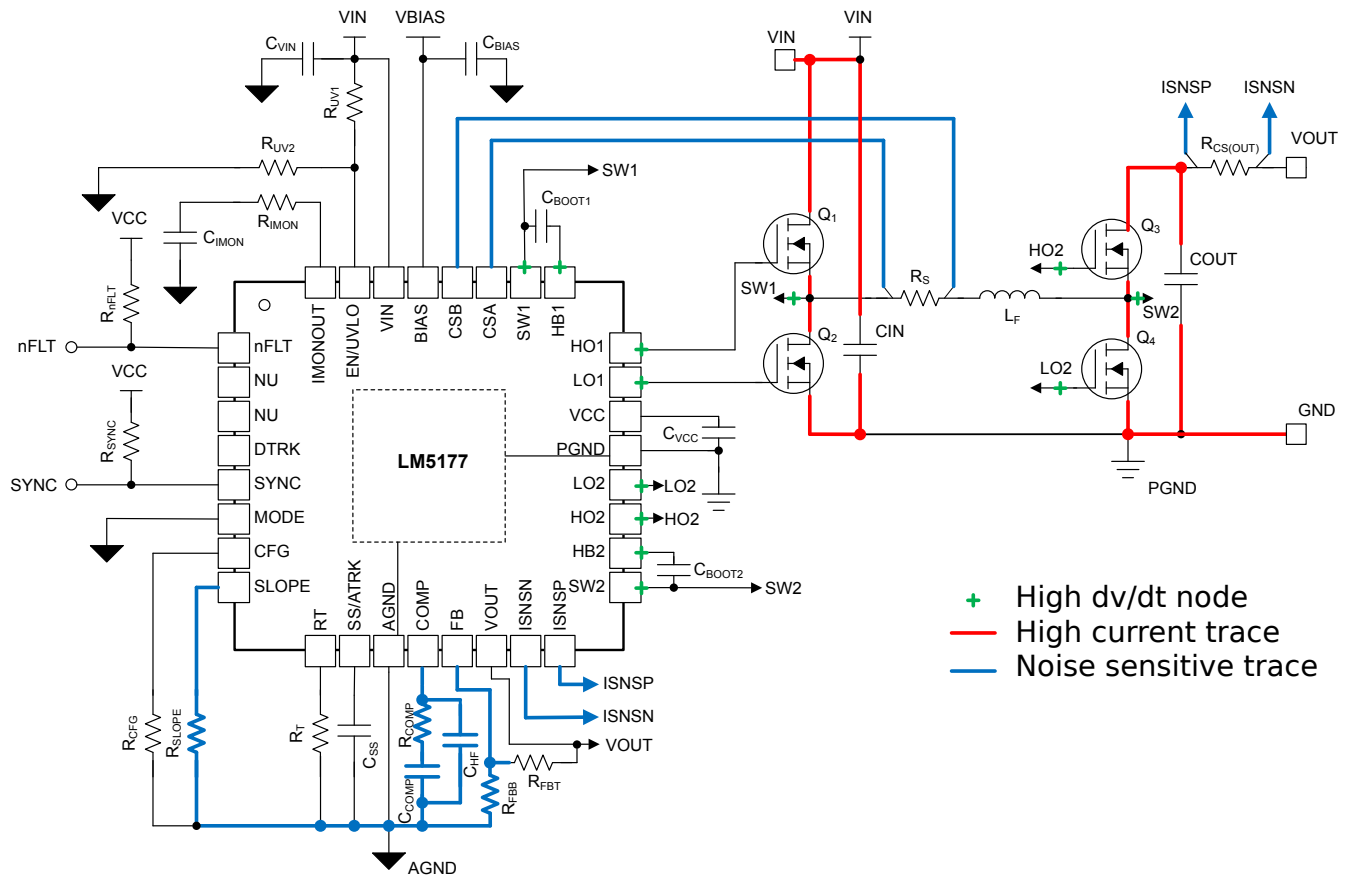 VIN
VBIAS
VIN
VIN
CVIN
CBIAS
RUV1
ISNSP
ISNSN
RUV2
RCS(OUT)
VOUT
SW1
CBOOT1
RIMON
VCC
CIMON
Q1
Q3
HO2
COUT
RnFLT
SW1
RS
LF
SW2
IMONOUT
EN/UVLO
VIN
BIAS
CSB
CSA
SW1
HB1
nFLT
nFLT
HO1
Q2
CIN
Q4
VCC
NU
LO1
LO2
NU
VCC
CVCC
GND
RSYNC
DTRK
LM5177
PGND
SYNC
SYNC
LO2
LO2
PGND
MODE
HO2
HO2
CFG
HB2
CBOOT2
SLOPE
SW2
SW2
High dv/dt node
High current trace
Noise sensitive trace
RT
SS/ATRK
AGND
COMP
FB
VOUT
ISNSN
ISNSP
ISNSP
ISNSN
RCFG
RSLOPE
RT
CSS
RCOMP
CHF
VOUT
RFBT
CCOMP
RFBB
AGND